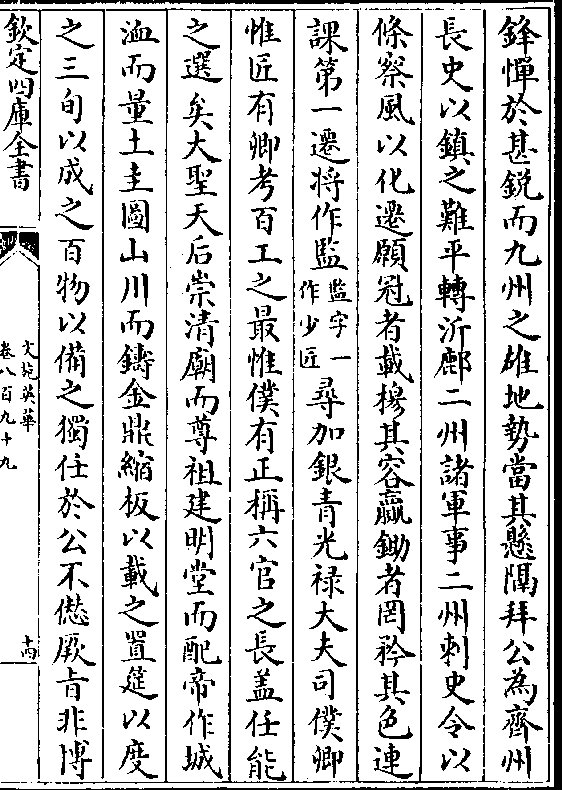 鋒憚於甚鋭而九州之雄地勢當其懸隔拜公為齊州
長史以鎮之難平轉沂鄜二州諸軍事二州刺史令以
條察風以化遷願冠者載揚其容羸鋤者罔矜其色連
課第一遷將作監監字一作少匠尋加銀青光禄大夫司僕卿
惟匠有卿考百工之最惟僕有正稱六官之長盖任能
之選矣大聖天后崇清廟而尊祖建明堂而配帝作城
洫而量土圭圖山川而鑄金鼎縮板以載之置筵以度
之三旬以成之百物以備之獨任於公不愆厥旨非博
欽定四庫全書
文苑英華
卷八百九十九
十四